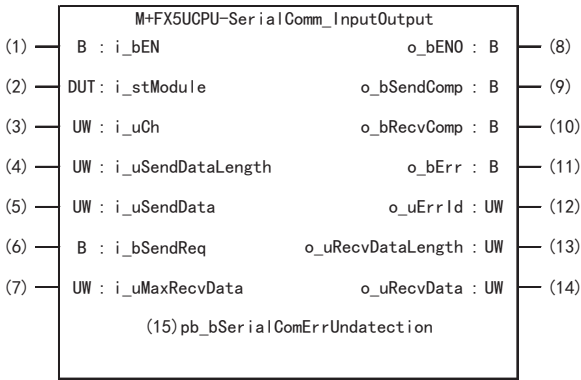 M+FX5UCPU-SerialComm_InputOutput
(1) B : i_bEN o_bENO : B (8)
(2) DUT: i_stModule o_bSendComp : B (9)
(3) UW : i_uCh o_bRecvComp : B (10)
(4) UW : i_uSendDataLength o_bErr : B (11)
(5) UW : i_uSendData o_uErrId : UW (12)
(6) B : i_bSendReq o_uRecvDataLength : UW (13)
(7) UW : i_uMaxRecvData o_uRecvData : UW (14)
(15)pb_bSerialComErrUndatection